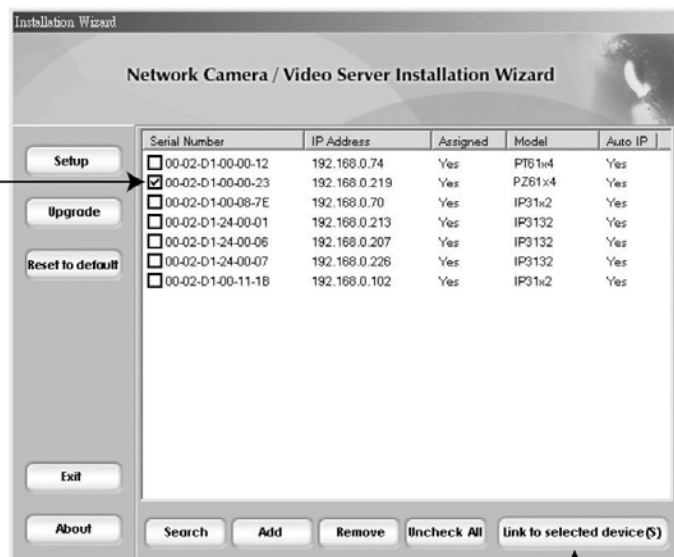 Installation Wizard
Network Camera / Video Server Installation Wizard
Serial Number IP Address Assigned Model Auto IP
00-02-D1-00-00-12 192.168.0.74 Yes PT61x4 Yes
00-02-D1-00-00-23 192.168.0.219 Yes PZ61x4 Yes
00-02-D1-00-08-7E 192.168.0.70 Yes IP31x2 Yes
00-02-D1-24-00-01 192.168.0.213 Yes IP3132 Yes
00-02-D1-24-00-06 192.168.0.207 Yes IP3132 Yes
00-02-D1-24-00-07 192.168.0.226 Yes IP3132 Yes
00-02-D1-00-11-1B 192.168.0.102 Yes IP31x2 Yes
Setup
Upgrade
Reset to default
Exit
About
Search Add Remove Uncheck All Link to selected device(S)